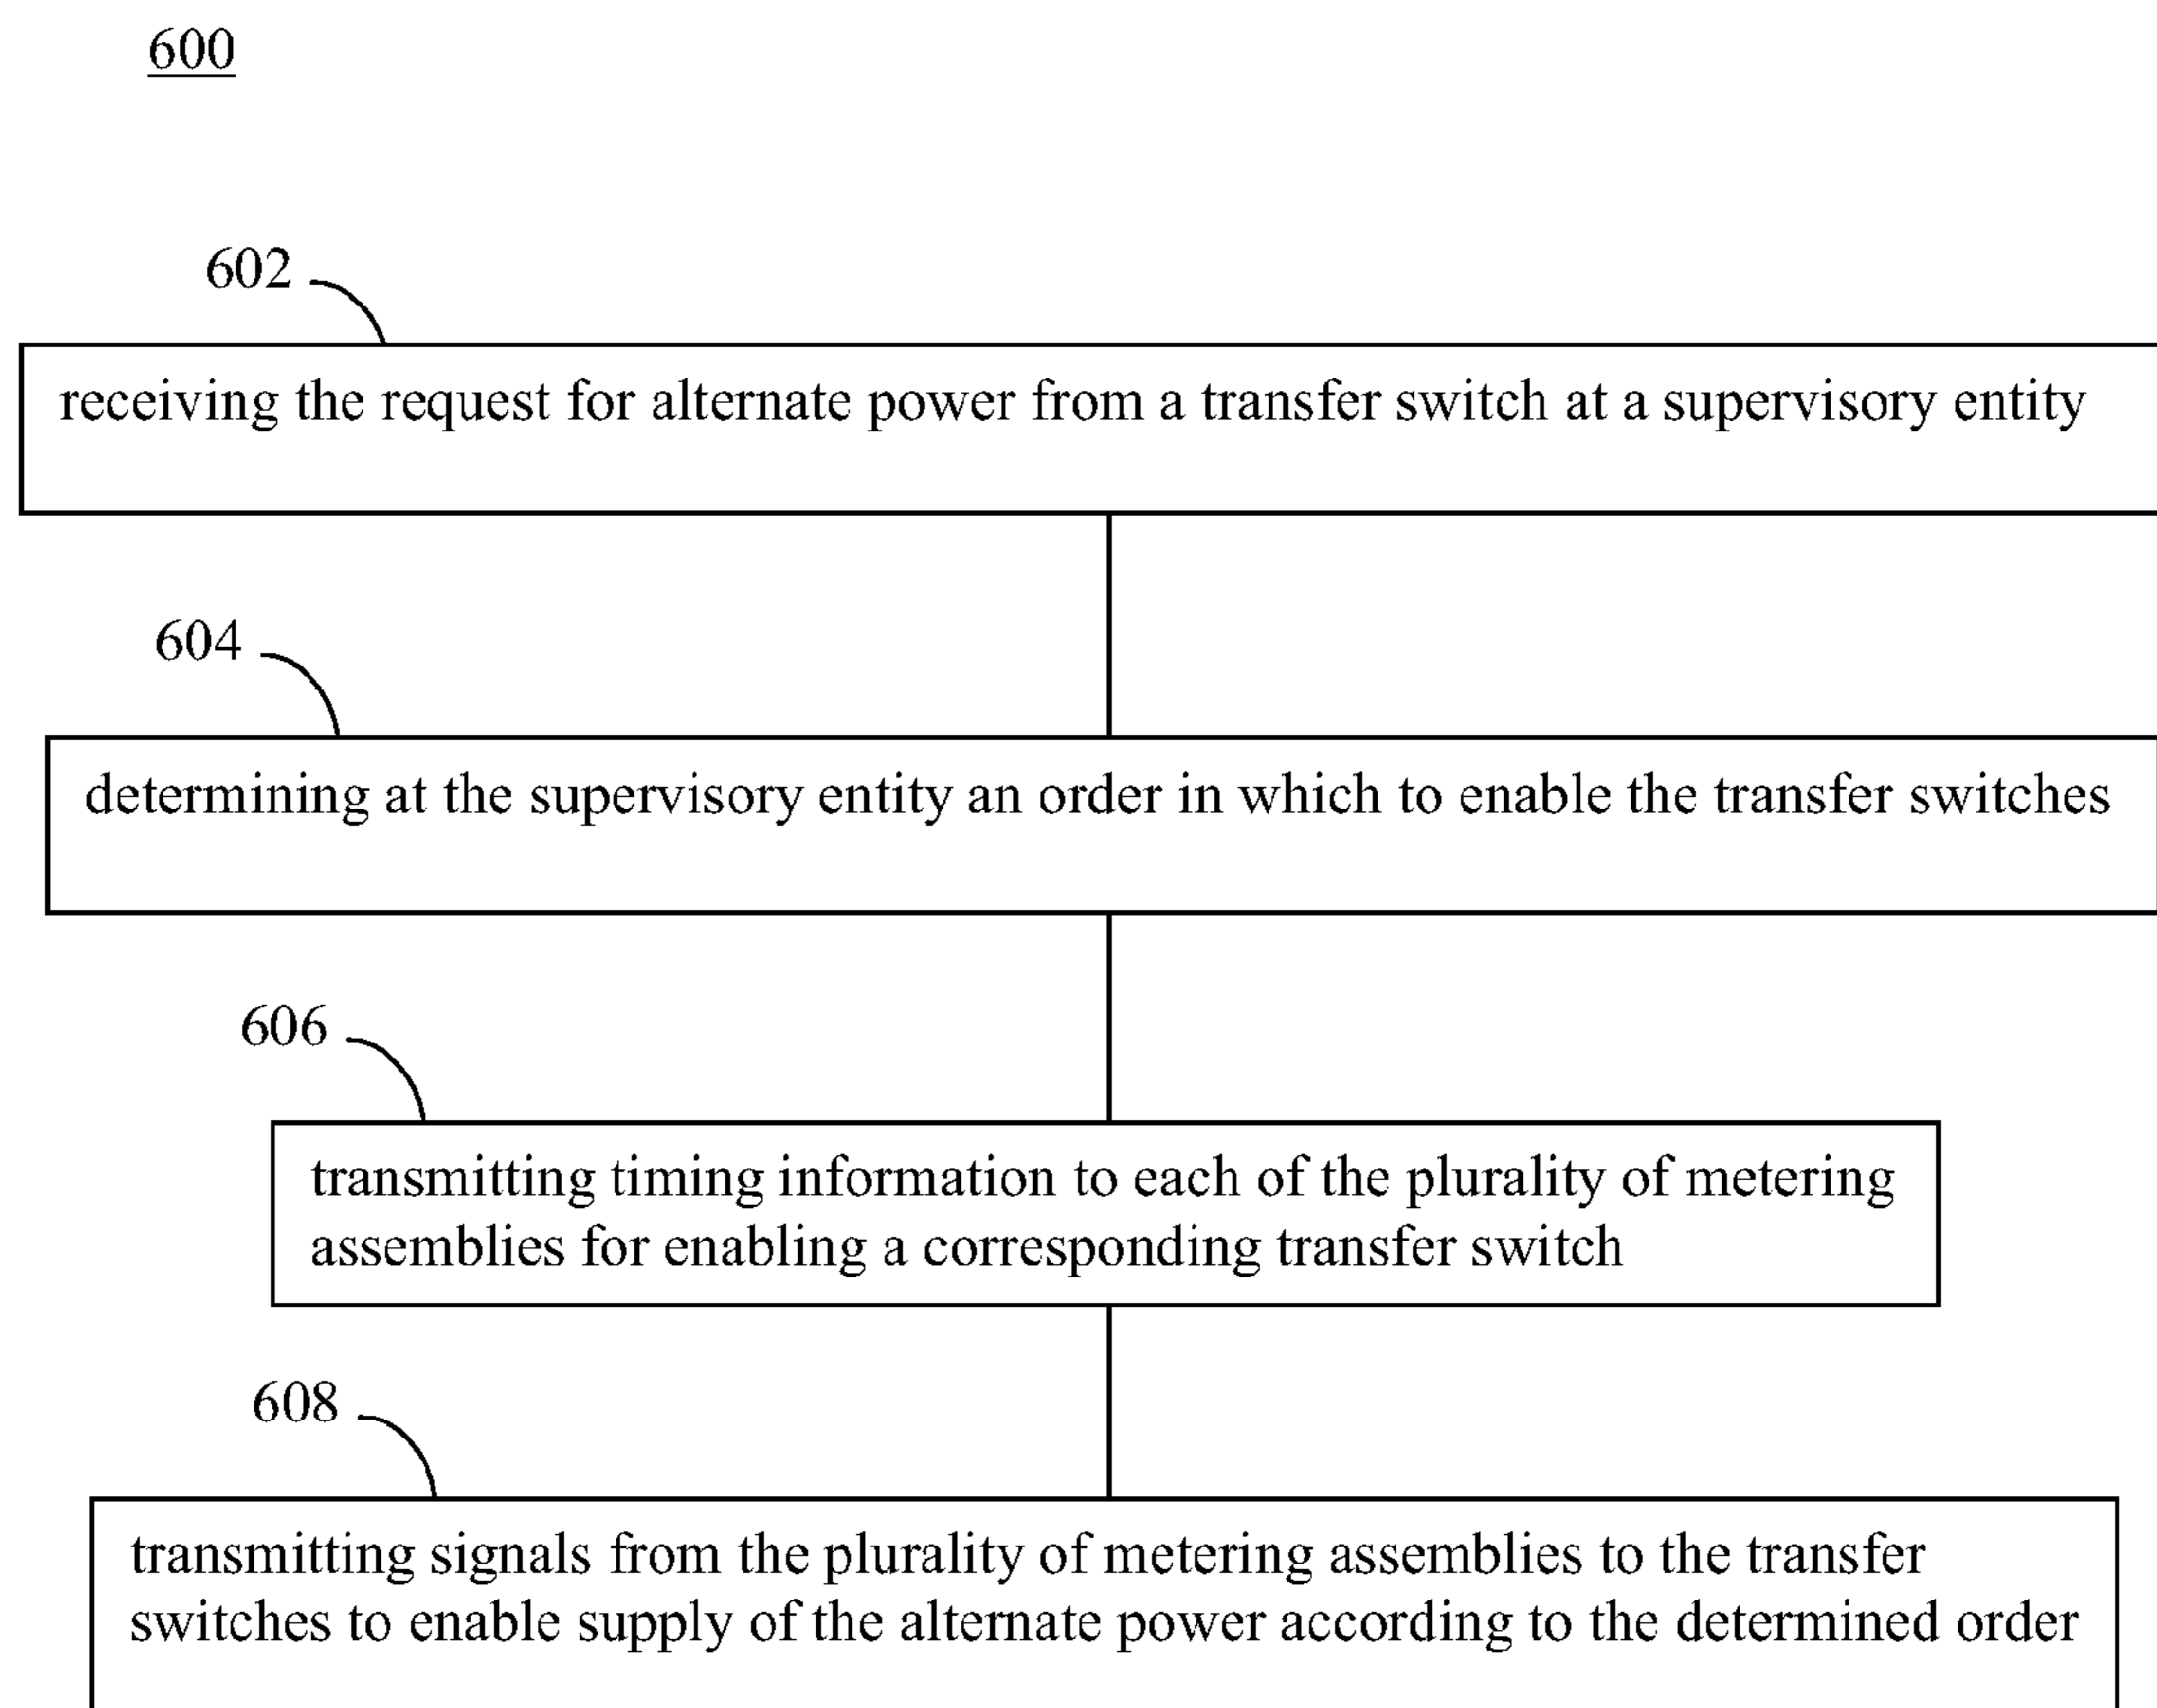 600
602
receiving the request for alternate power from a transfer switch at a supervisory entity
604
determining at the supervisory entity an order in which to enable the transfer switches
606
transmitting timing information to each of the plurality of metering
assemblies for enabling a corresponding transfer switch
608
transmitting signals from the plurality of metering assemblies to the transfer
switches to enable supply of the alternate power according to the determined order